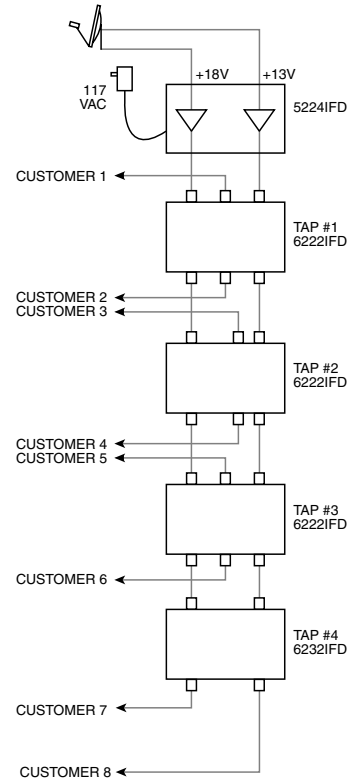 +18V
+13V
117
VAC
5224IFD
CUSTOMER 1
TAP #1
6222IFD
CUSTOMER 2
CUSTOMER 3
TAP #2
6222IFD
CUSTOMER 4
CUSTOMER 5
TAP #3
6222IFD
CUSTOMER 6
TAP #4
6232IFD
CUSTOMER 7
CUSTOMER 8